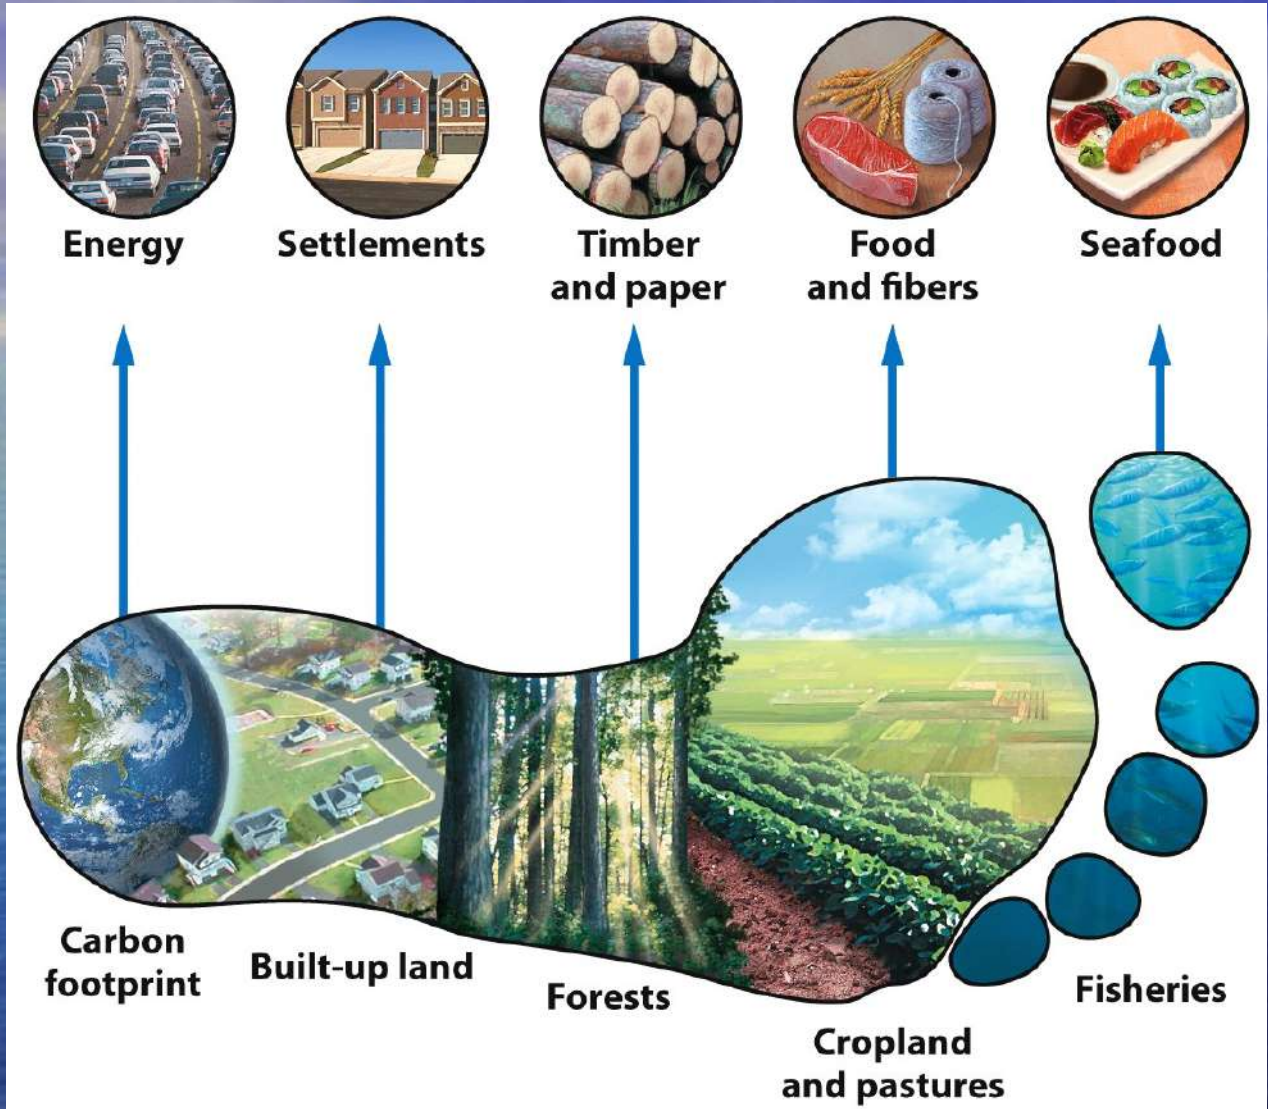 Energy
Settlements
Timber
and paper
Food
and fibers
Seafood
Carbon
footprint
Built-up land
Forests
Cropland
and pastures
Fisheries